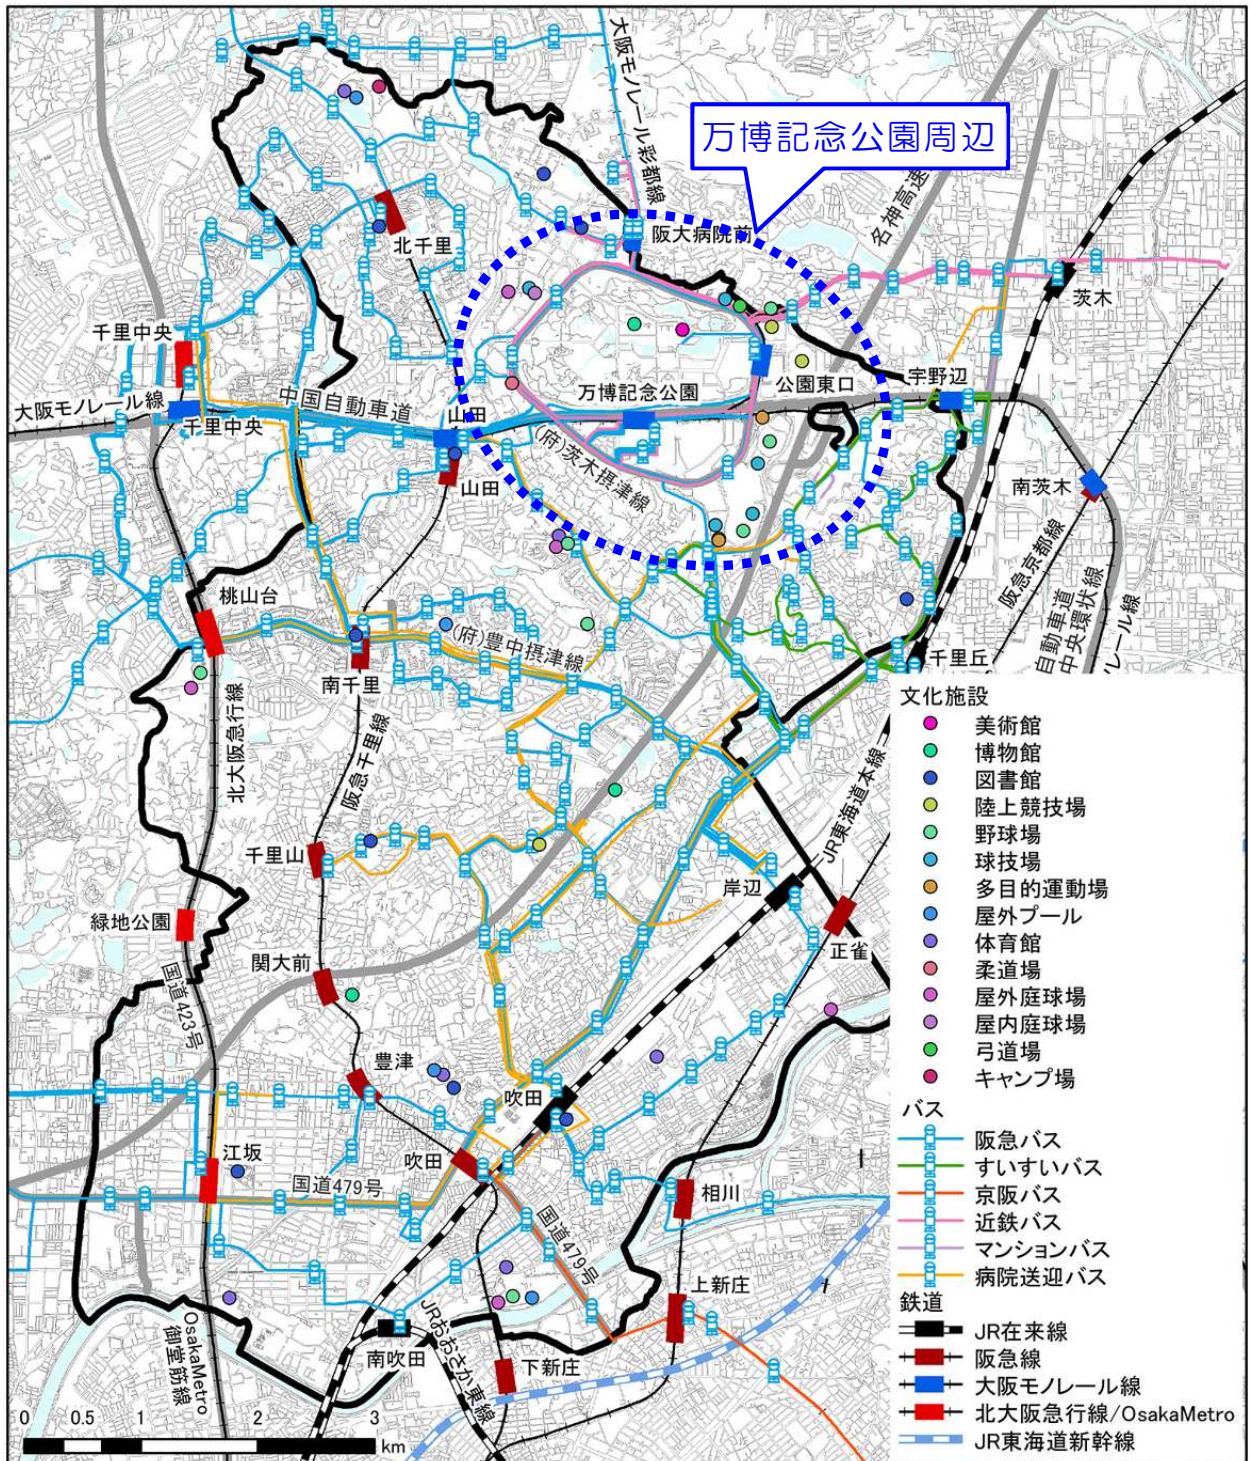 大阪モノレール彩都線
万博記念公園周辺
名神高速
阪大病院前
北千里
茨木
千里中央
万博記念公園
公園東口
宇野辺
大阪モノレール線
千里中央
中国自動車道
山田
(府)茨木摂津線
山田
南茨木
阪急京都線
自動車道
中央環状線
レール線
桃山台
(府)豊中摂津線
千里丘
南千里
北大阪急行線
阪急千里線
JR東海道本線
千里山
岸辺
緑地公園
正雀
関大前
国道423号
豊津
吹田
江坂
吹田
国道479号
相川
国道479号
上新庄
OsakaMetro
御堂筋線
南吹田
JRおおさか東線
下新庄
文化施設
美術館
博物館
図書館
陸上競技場
野球場
球技場
多目的運動場
屋外プール
体育館
柔道場
屋外庭球場
屋内庭球場
弓道場
キャンプ場
バス
阪急バス
すいすいバス
京阪バス
近鉄バス
マンションバス
病院送迎バス
鉄道
JR在来線
阪急線
大阪モノレール線
北大阪急行線/OsakaMetro
JR東海道新幹線
0 0.5 1 2 3
km